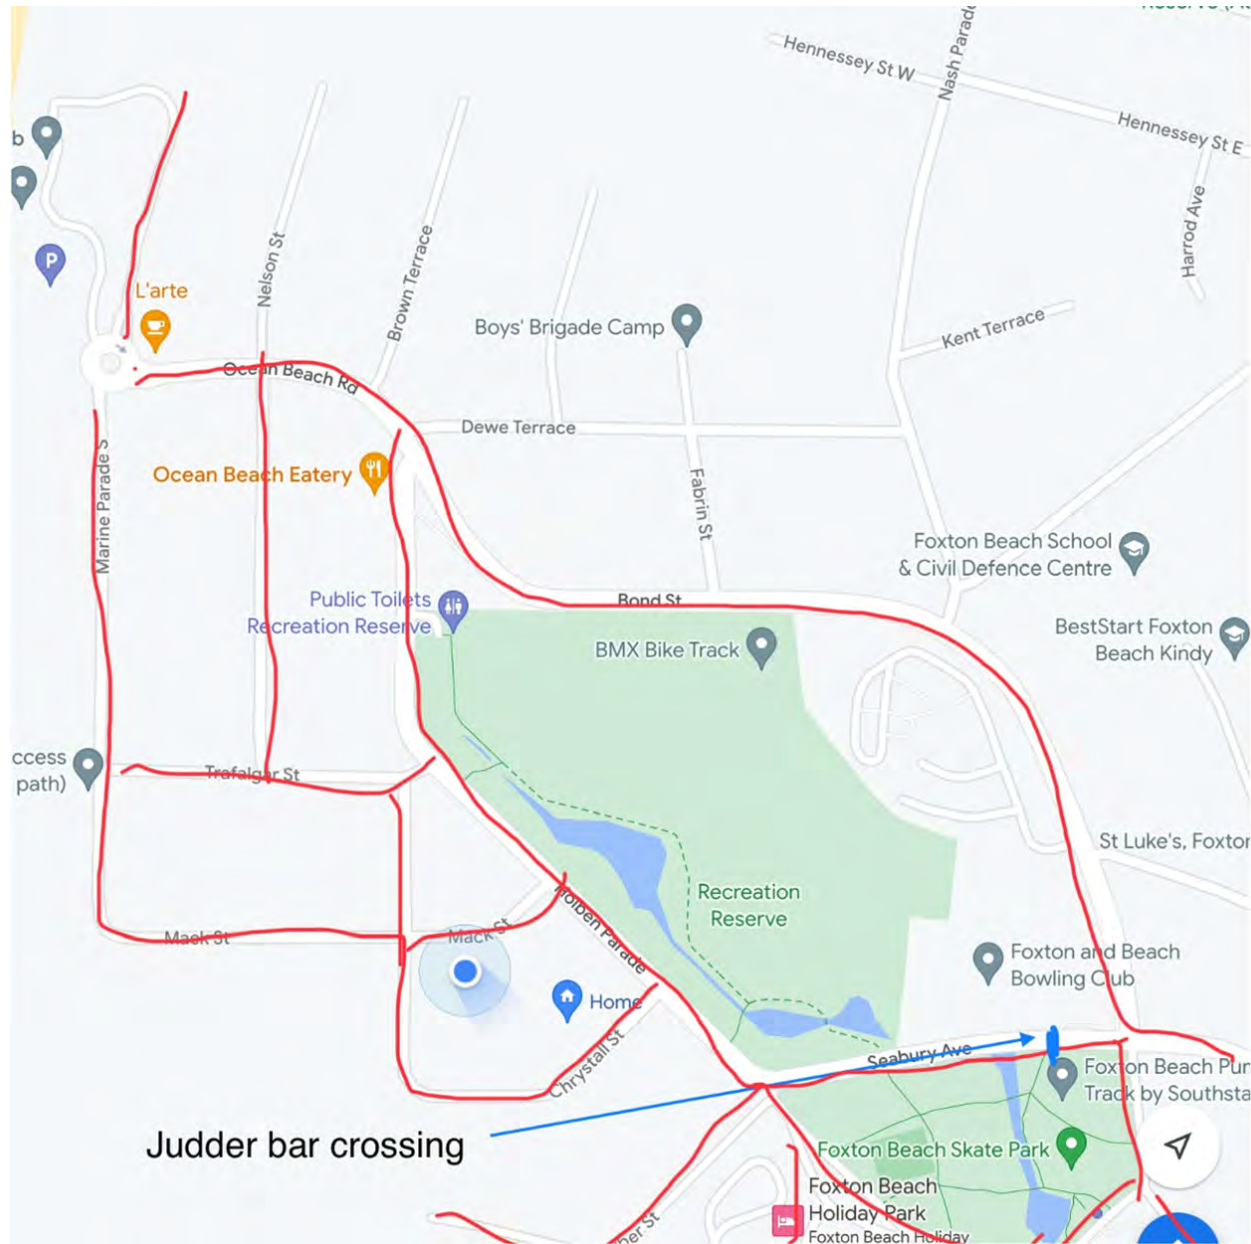 Hennessey St W
Nash Parade
Hennessey St E
b
Harrod Ave
Nelson St
Brown Terrace
P
L'arte
Boys' Brigade Camp
Kent Terrace
Ocean Beach Rd
Dewe Terrace
Marine Parade S
Ocean Beach Eatery
Fabrin St
Foxton Beach School
& Civil Defence Centre
Public Toilets
Recreation Reserve
Bond St
BMX Bike Track
BestStart Foxton
Beach Kindy
ccess
path)
Trafalgar St
St Luke's, Foxton
Recreation
Reserve
Holben Parade
Mack St
Mack St
Foxton and Beach
Bowling Club
Home
Chrystall St
Seabury Ave
Foxton Beach Pu
Track by Southsta
Judder bar crossing
Foxton Beach Skate Park
Foxton Beach
Holiday Park
Foxton Beach Holiday
ber St